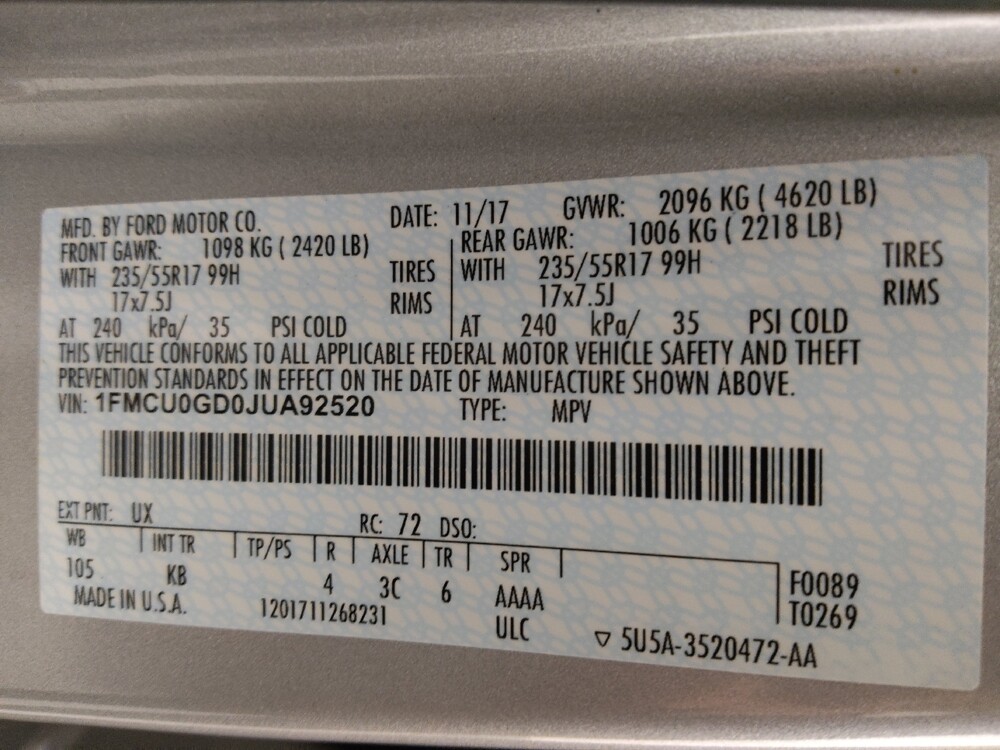 MFD. BY FORD MOTOR CO. DATE: 11/17 GVWR: 2096 KG ( 4620 LB)
FRONT GAWR: 1098 KG ( 2420 LB) REAR GAWR: 1006 KG ( 2218 LB)
WITH 235/55R17 99H TIRES WITH 235/55R17 99H TIRES
17x7.5J RIMS 17x7.5J RIMS
AT 240 kPa/ 35 PSI COLD AT 240 kPa/ 35 PSI COLD
THIS VEHICLE CONFORMS TO ALL APPLICABLE FEDERAL MOTOR VEHICLE SAFETY AND THEFT
PREVENTION STANDARDS IN EFFECT ON THE DATE OF MANUFACTURE SHOWN ABOVE.
VIN: 1FMCU0GD0JUA92520 TYPE: MPV
EXT PNT: UX RC: 72 DSO:
WB INT TR TP/PS R AXLE TR SPR
105 KB 4 3C 6 AAAA F0089
MADE IN U.S.A. 1201711268231 ULC T0269
▽ 5U5A-3520472-AA